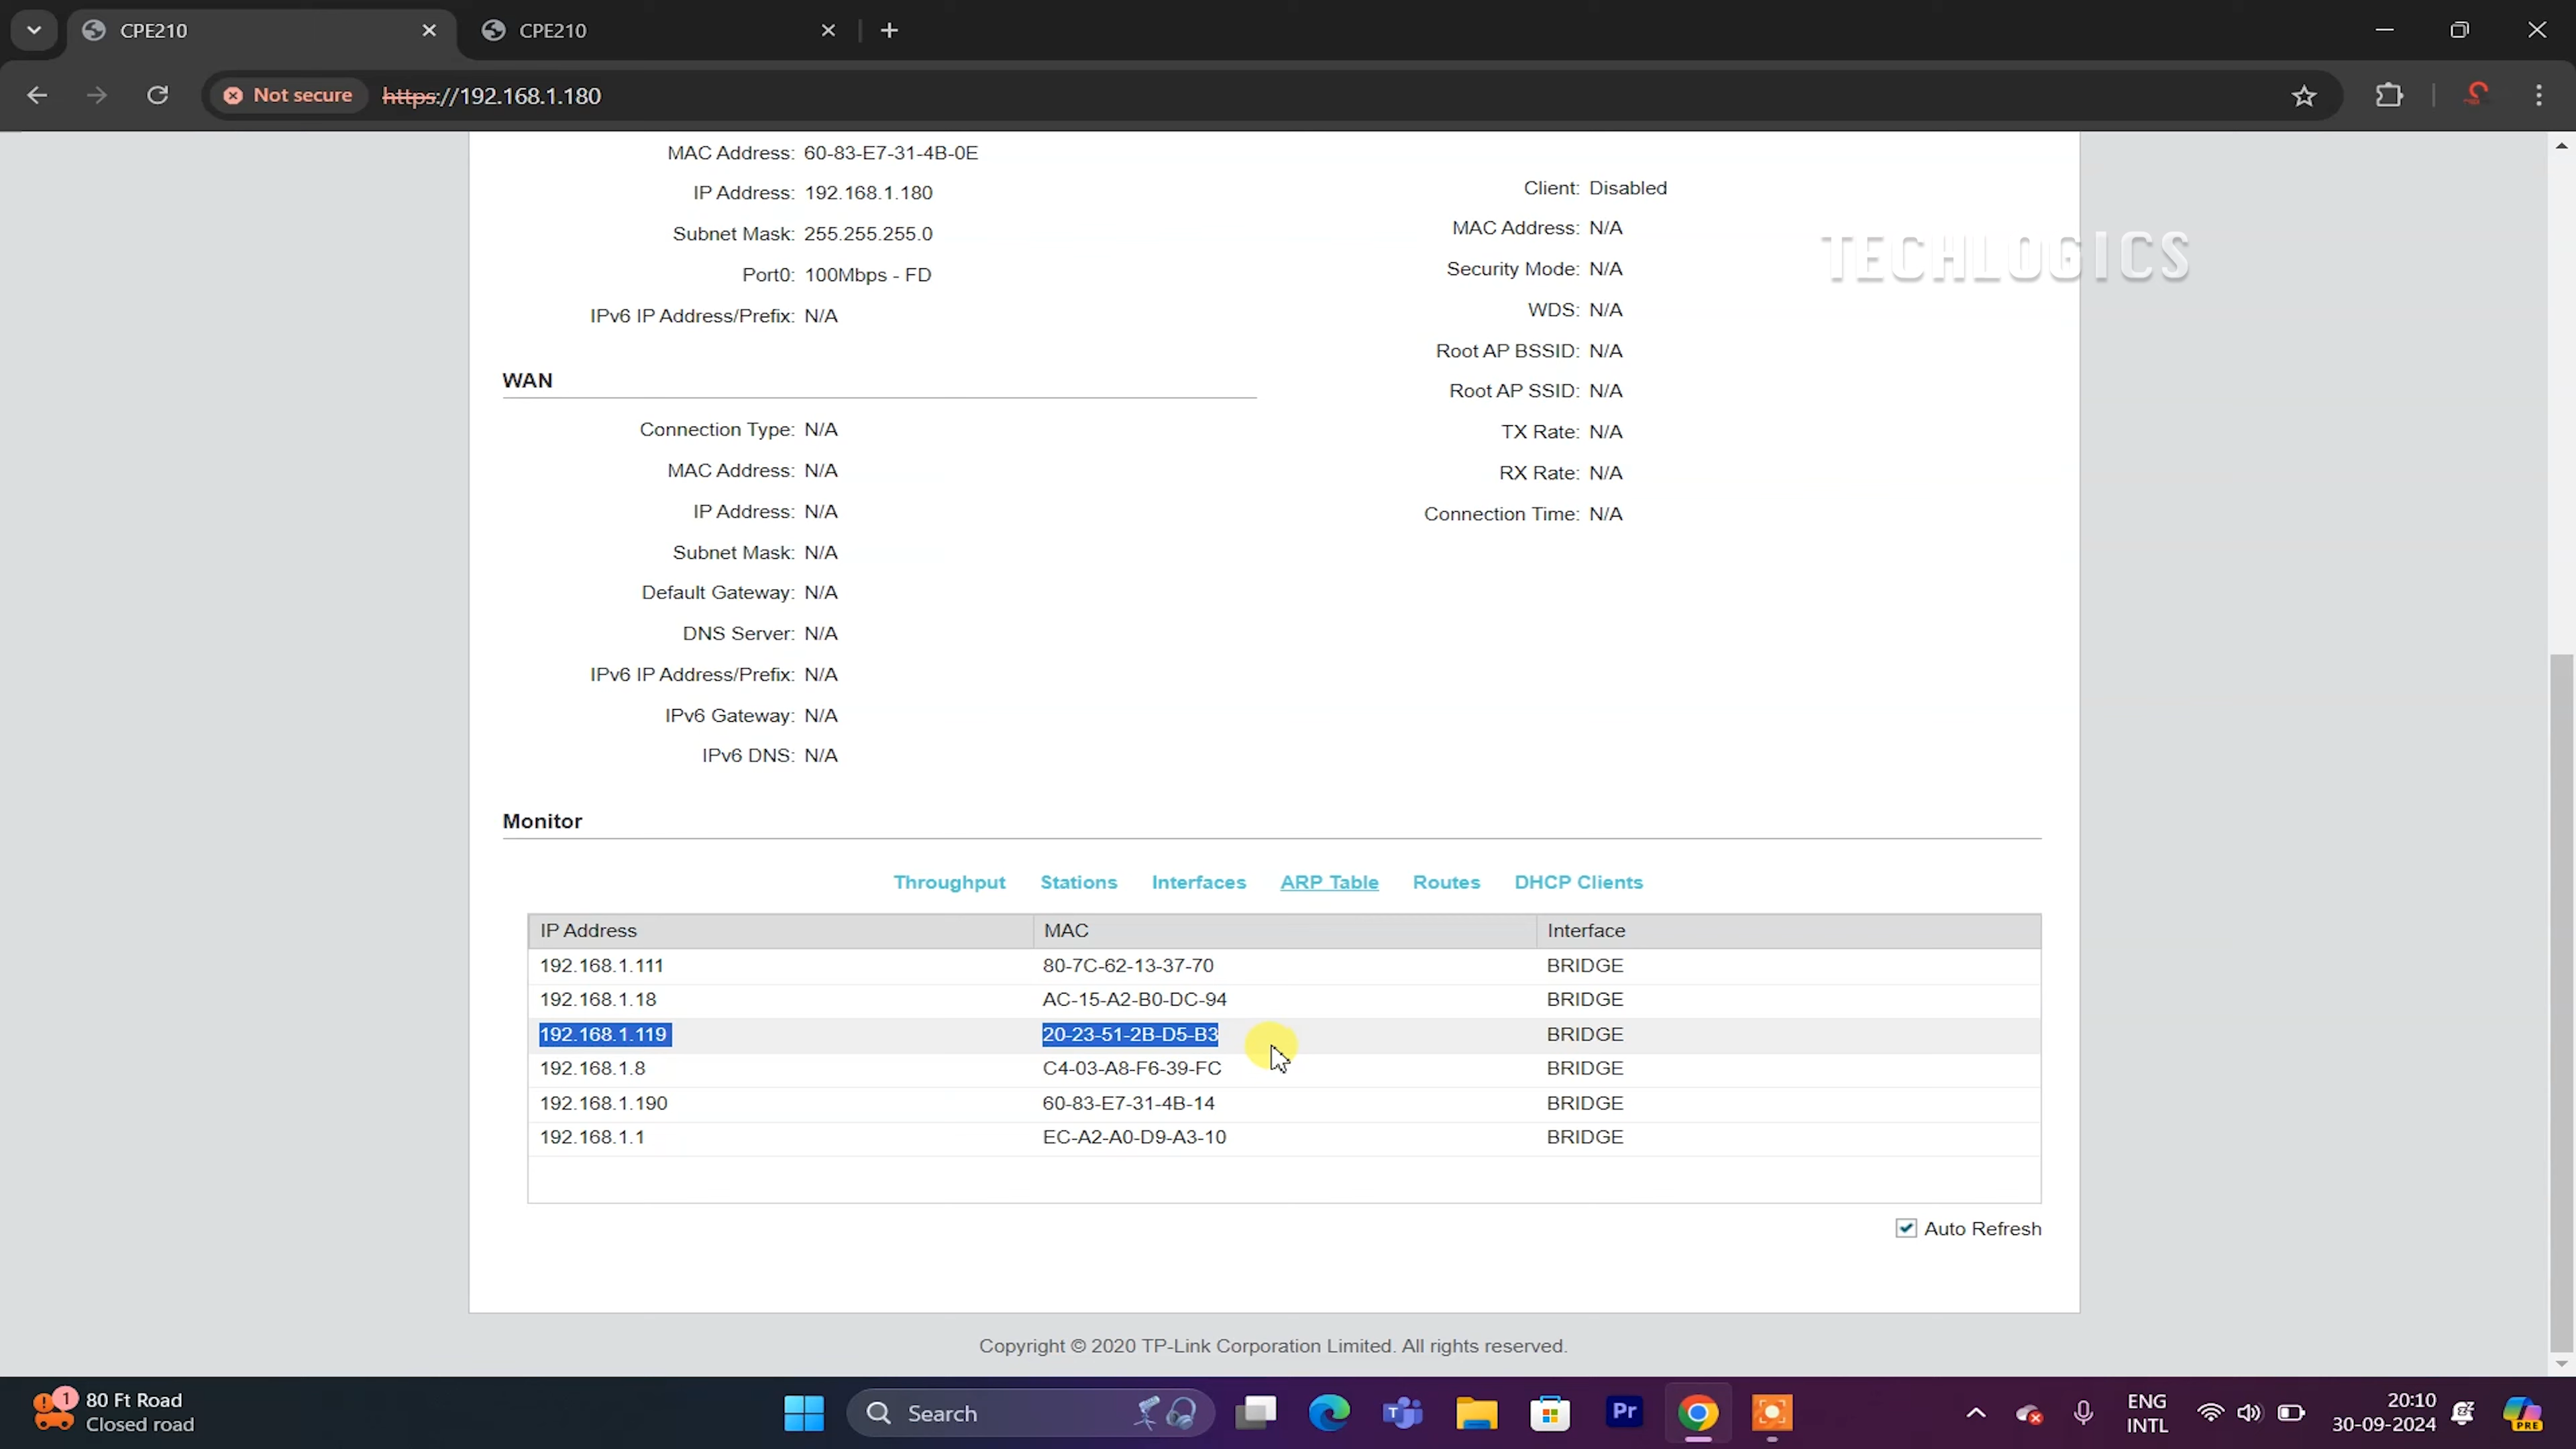 CPE210
CPE210
Not secure
https://192.168.1.180
MAC Address: 60-83-E7-31-4B-0E
IP Address: 192.168.1.180
Subnet Mask: 255.255.255.0
Port0: 100Mbps - FD
IPv6 IP Address/Prefix: N/A
Client: Disabled
MAC Address: N/A
Security Mode: N/A
WDS: N/A
Root AP BSSID: N/A
Root AP SSID: N/A
TX Rate: N/A
RX Rate: N/A
Connection Time: N/A
TECHLOGICS
WAN
Connection Type: N/A
MAC Address: N/A
IP Address: N/A
Subnet Mask: N/A
Default Gateway: N/A
DNS Server: N/A
IPv6 IP Address/Prefix: N/A
IPv6 Gateway: N/A
IPv6 DNS: N/A
Monitor
Throughput Stations Interfaces ARP Table Routes DHCP Clients
IP Address MAC Interface
192.168.1.111 80-7C-62-13-37-70 BRIDGE
192.168.1.18 AC-15-A2-B0-DC-94 BRIDGE
192.168.1.119 20-23-51-2B-D5-B3 BRIDGE
192.168.1.8 C4-03-A8-F6-39-FC BRIDGE
192.168.1.190 60-83-E7-31-4B-14 BRIDGE
192.168.1.1 EC-A2-A0-D9-A3-10 BRIDGE
Auto Refresh
Copyright © 2020 TP-Link Corporation Limited. All rights reserved.
1
80 Ft Road
Closed road
Search
T
Pr
ENG
INTL
20:10
30-09-2024
PRE